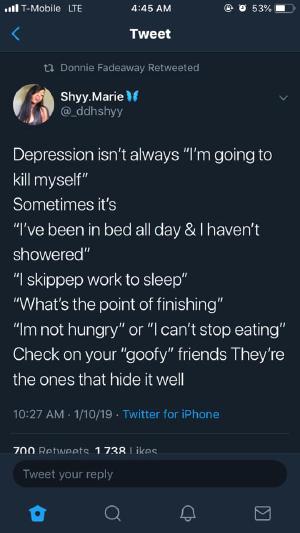 T-Mobile LTE 4:45 AM 53%
Tweet
Donnie Fadeaway Retweeted
Shyy.Marie
@_ddhshyy
Depression isn't always "I'm going to
kill myself"
Sometimes it's
"I've been in bed all day & I haven't
showered"
"I skippep work to sleep"
"What's the point of finishing"
"Im not hungry" or "I can't stop eating"
Check on your "goofy" friends They're
the ones that hide it well
10:27 AM · 1/10/19 · Twitter for iPhone
700 Retweets 1,738 Likes
Tweet your reply